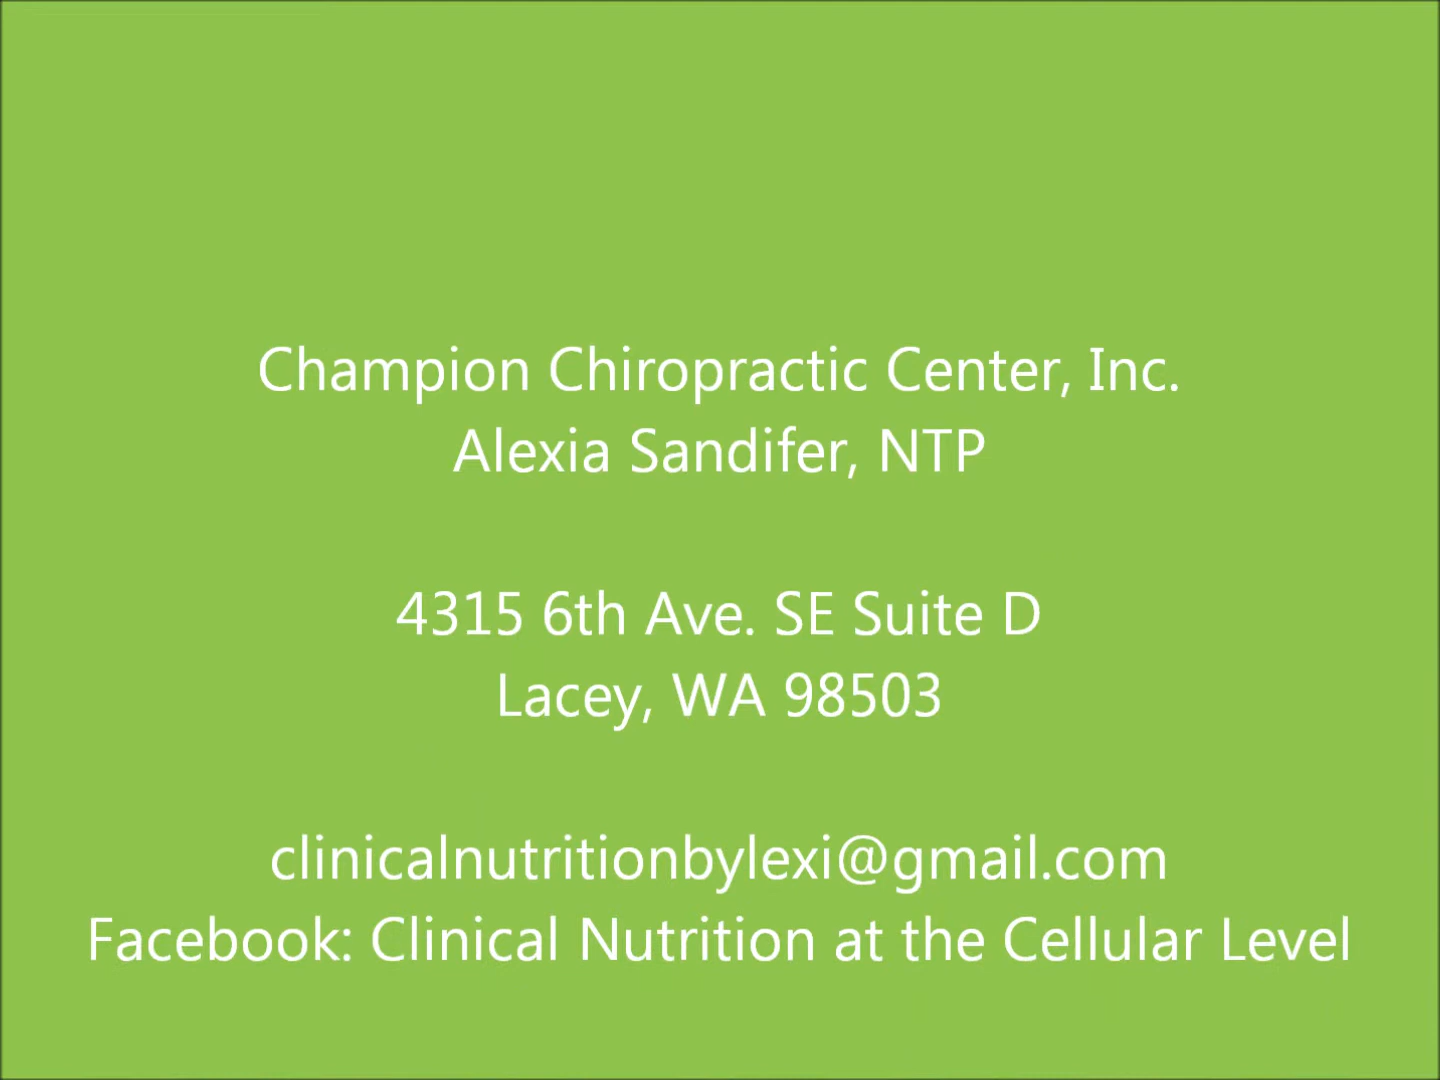 Champion Chiropractic Center, Inc.
Alexia Sandifer, NTP
4315 6th Ave. SE Suite D
Lacey, WA 98503
clinicalnutritionbylexi@gmail.com
Facebook: Clinical Nutrition at the Cellular Level